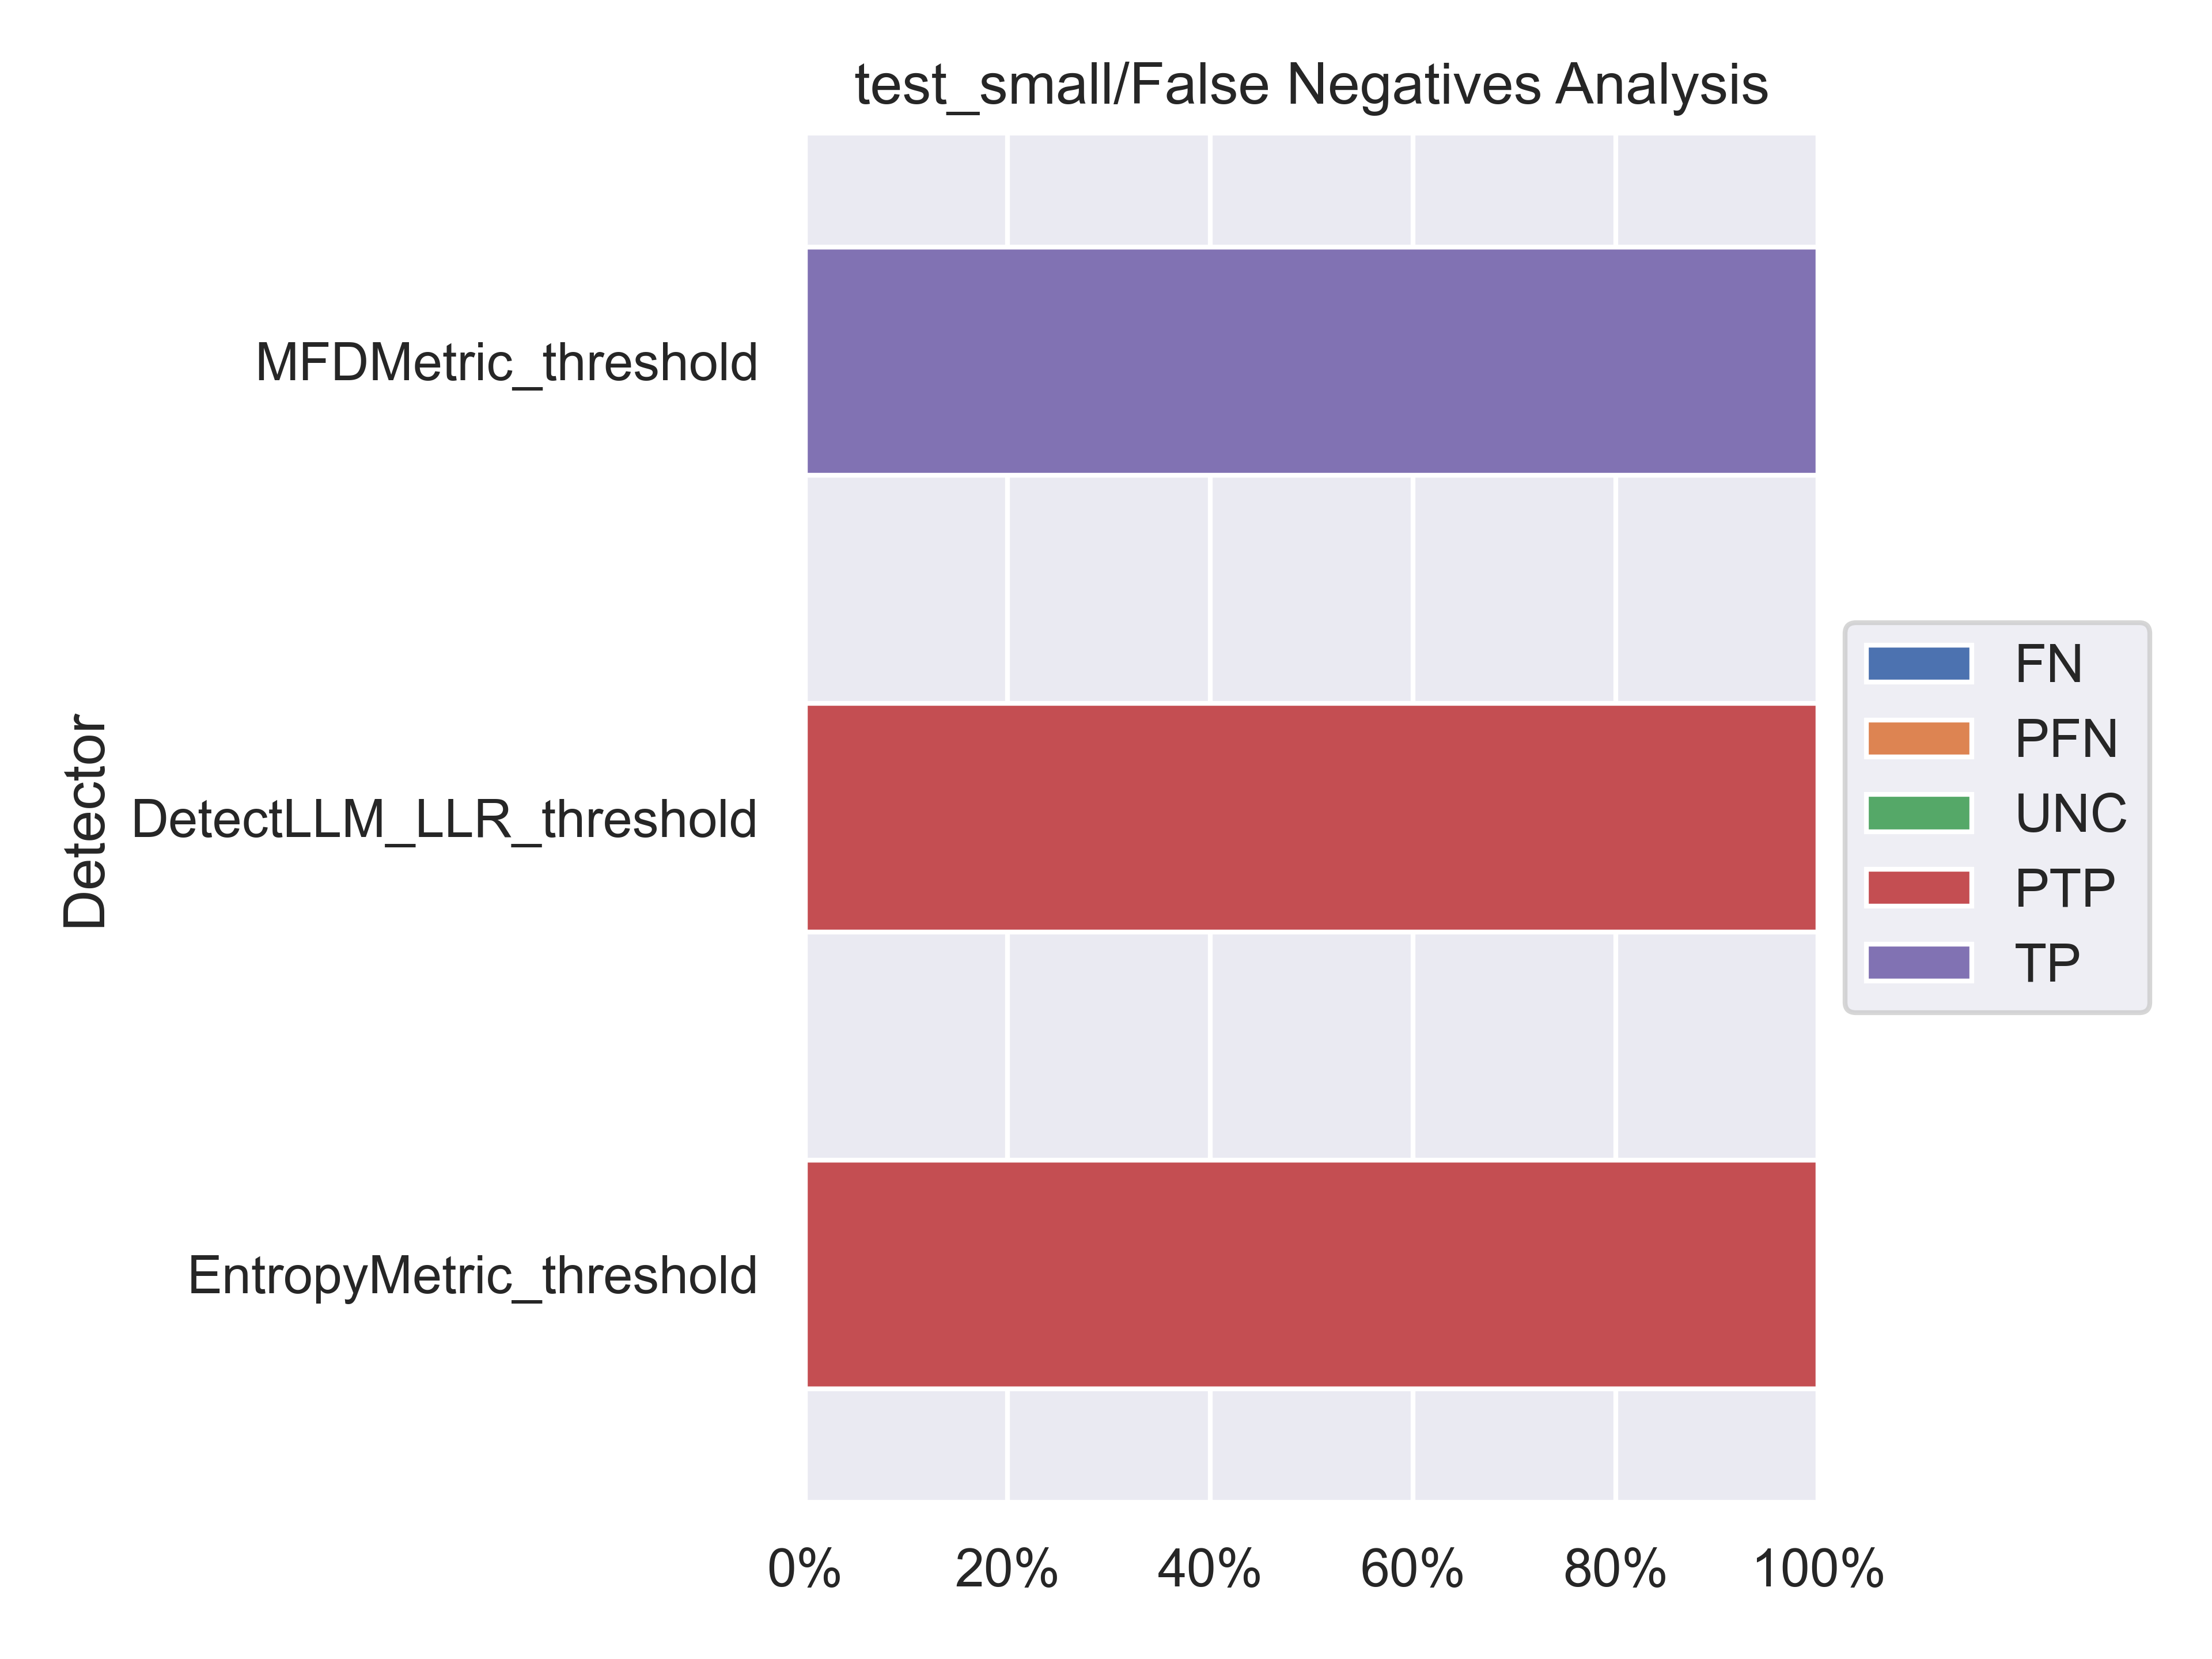 test_small/False Negatives Analysis
Detector
MFDMetric_threshold
DetectLLM_LLR_threshold
EntropyMetric_threshold
0% 20% 40% 60% 80% 100%
FN
PFN
UNC
PTP
TP